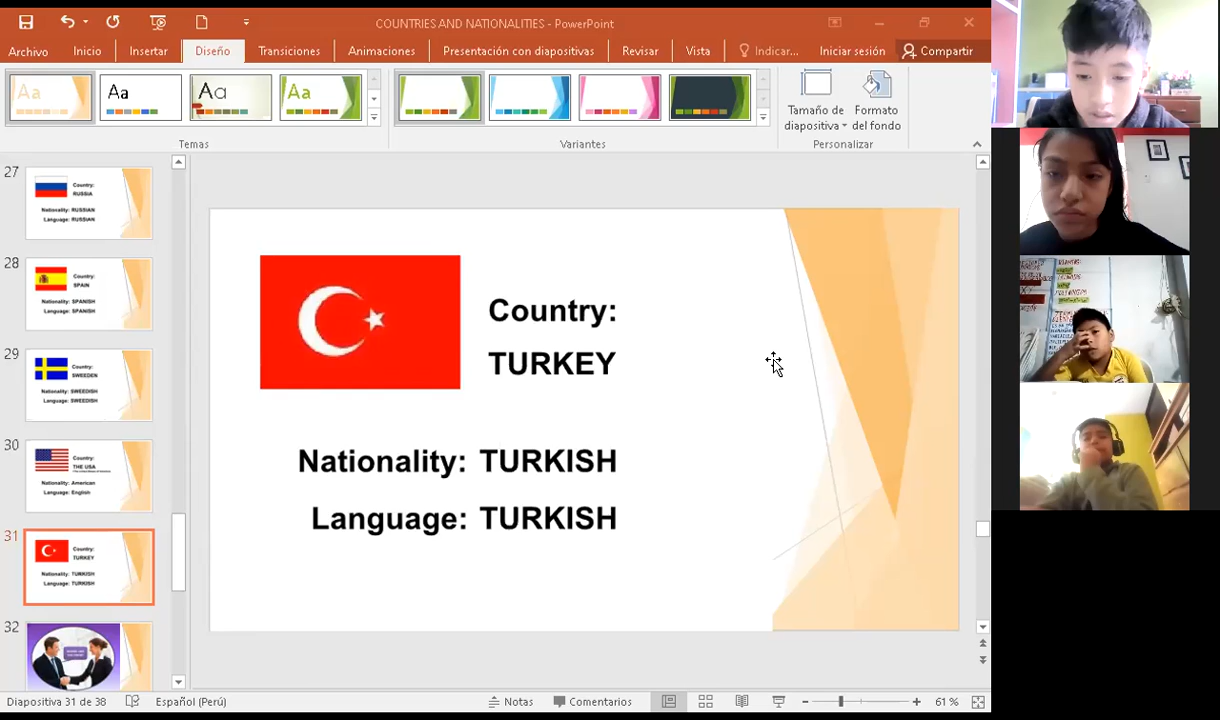 COUNTRIES AND NATIONALITIES - PowerPoint
Archivo Inicio Insertar Diseño Transiciones Animaciones Presentación con diapositivas Revisar Vista Indicar... Iniciar sesión Compartir
Aa Aa Aa Aa
Tamaño de diapositiva
Formato del fondo
Temas Variantes Personalizar
27
Country:
RUSSIA
Nationality: RUSSIAN
Language: RUSSIAN
28
Country:
SPAIN
Nationality: SPANISH
Language: SPANISH
29
Country:
SWEEDEN
Nationality: SWEEDISH
Language: SWEEDISH
30
Country:
THE USA
Nationality: American
Language: English
31
Country:
TURKEY
Nationality: TURKISH
Language: TURKISH
32
Country:
TURKEY
Nationality: TURKISH
Language: TURKISH
Diapositiva 31 de 38 Español (Perú) Notas Comentarios 61 %